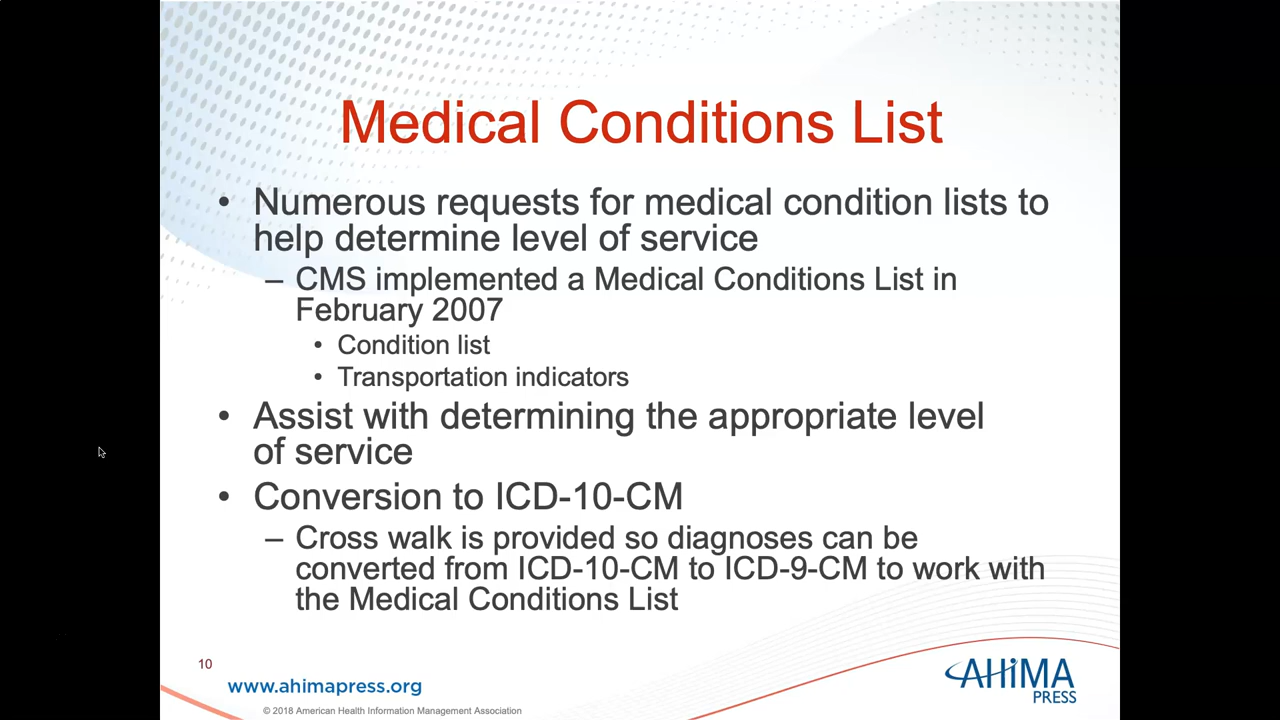 Medical Conditions List
• Numerous requests for medical condition lists to
help determine level of service
– CMS implemented a Medical Conditions List in
February 2007
• Condition list
• Transportation indicators
• Assist with determining the appropriate level
of service
• Conversion to ICD-10-CM
– Cross walk is provided so diagnoses can be
converted from ICD-10-CM to ICD-9-CM to work with
the Medical Conditions List
10
www.ahimapress.org
© 2018 American Health Information Management Association
AHiMA
PRESS